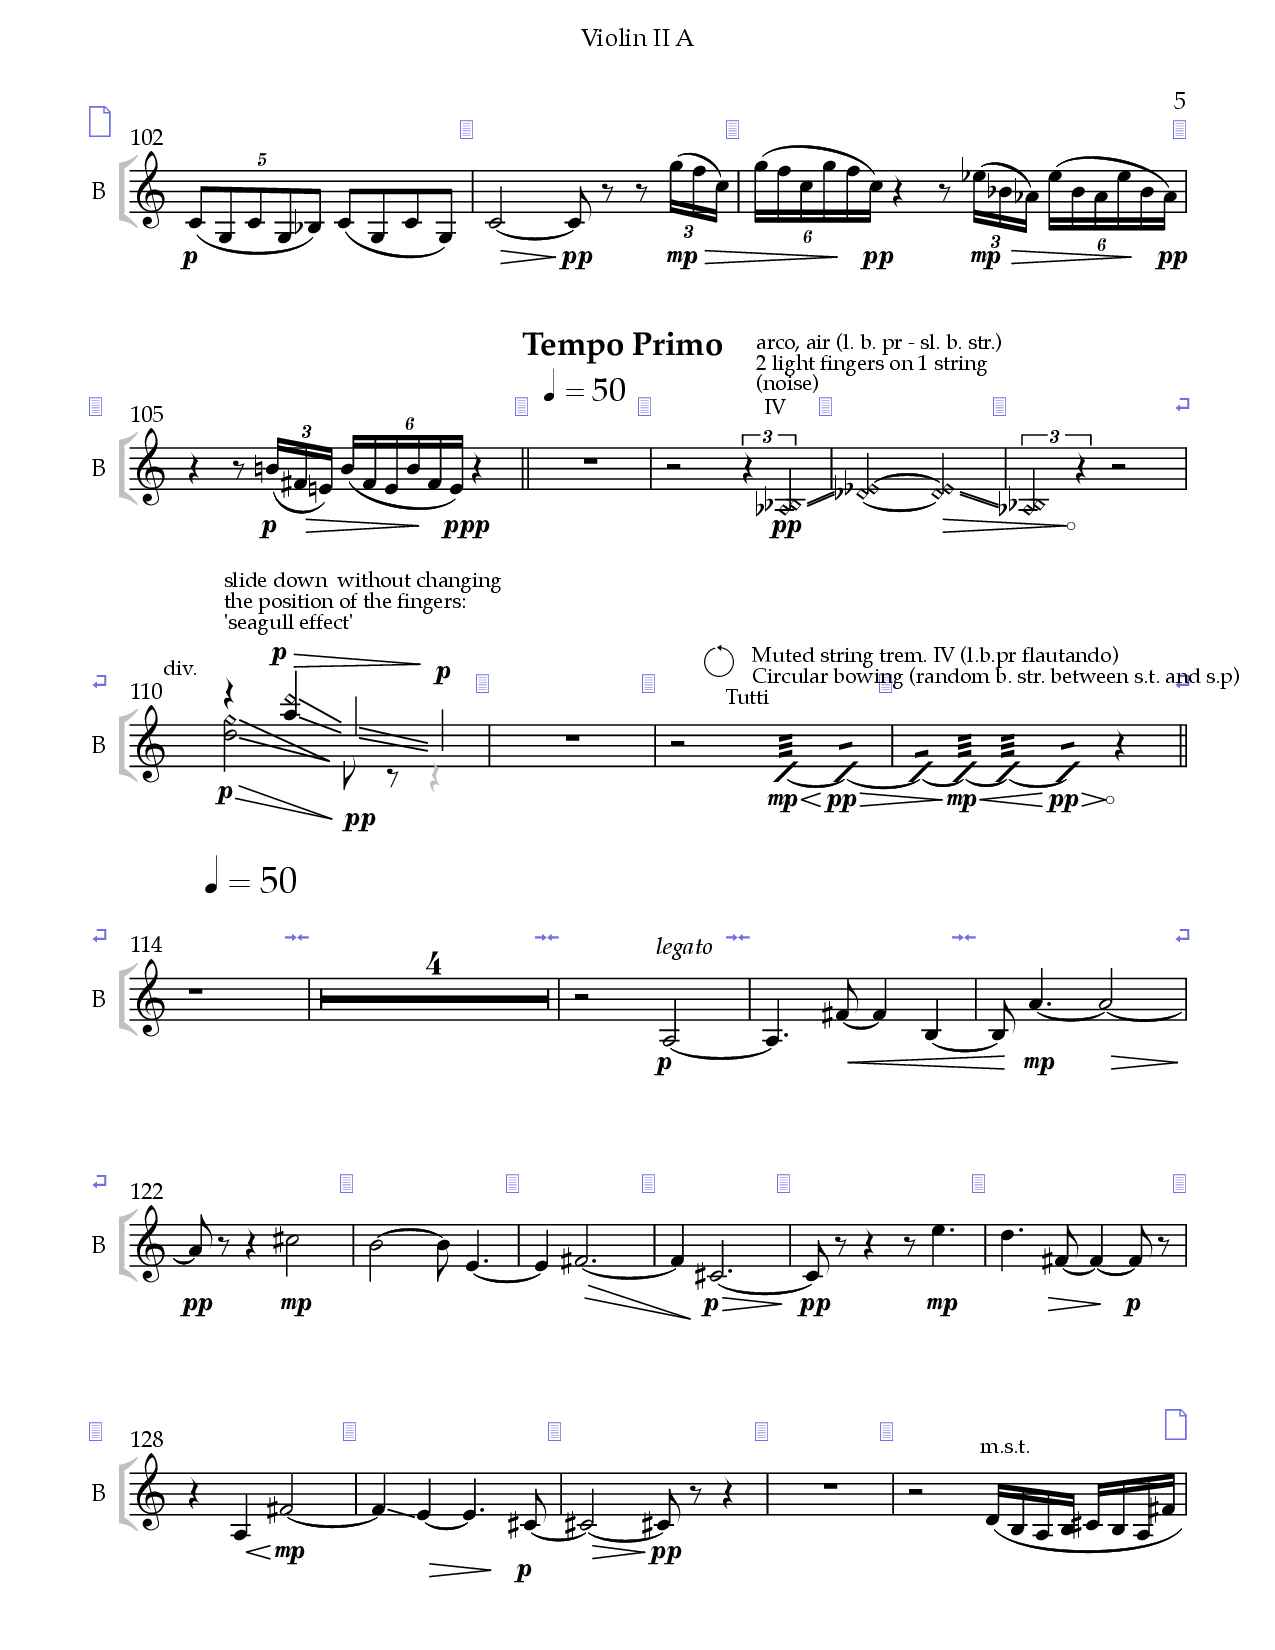 Violin II A
5
102
B
5
p
pp
mp
3
6
pp
mp
3
6
pp
Tempo Primo
= 50
arco, air (l. b. pr - sl. b. str.)
2 light fingers on 1 string
(noise)
IV
105
B
3
6
3
3
p
ppp
pp
slide down without changing
the position of the fingers:
'seagull effect'
div.
p
p
Muted string trem. IV (l.b.pr flautando)
Circular bowing (random b. str. between s.t. and s.p)
Tutti
110
B
p
pp
mp
pp
mp
pp
= 50
114
B
4
legato
p
mp
122
B
pp
mp
p
pp
mp
p
128
B
m.s.t.
mp
p
pp